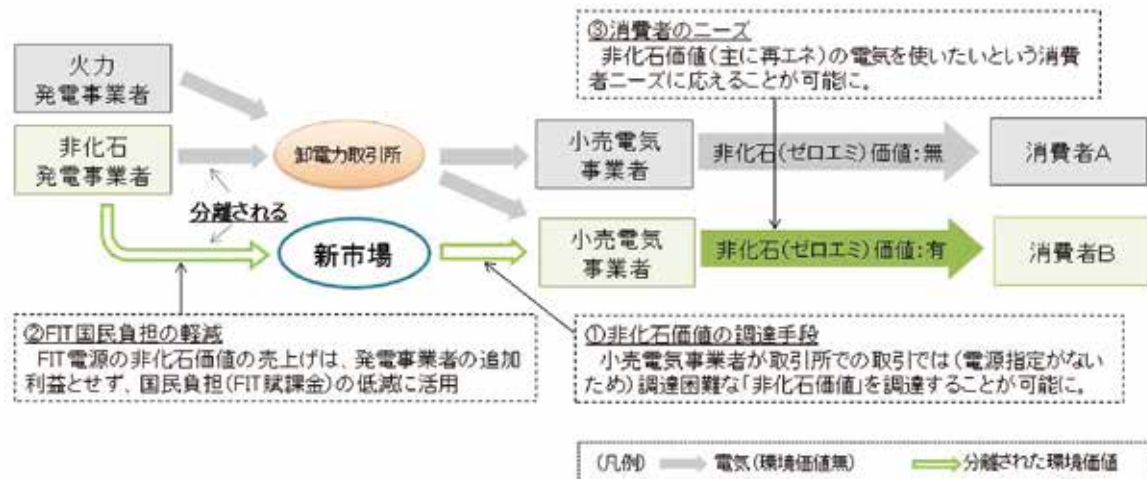 ③消費者のニーズ
非化石価値(主に再エネ)の電気を使いたいという消費
者ニーズに応えることが可能に。
火力
発電事業者
非化石
発電事業者
卸電力取引所
小売電気
事業者
非化石(ゼロエミ)価値:無
消費者A
分離される
新市場
小売電気
事業者
非化石(ゼロエミ)価値:有
消費者B
②FIT国民負担の軽減
FIT電源の非化石価値の売上げは、発電事業者の追加
利益とせず、国民負担(FIT賦課金)の低減に活用
①非化石価値の調達手段
小売電気事業者が取引所での取引では(電源指定がない
ため)調達困難な「非化石価値」を調達することが可能に。
(凡例)
電気(環境価値無)
分離された環境価値